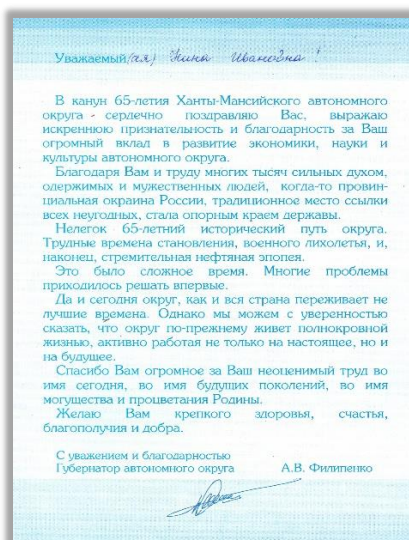 Уважаемый(ая) Нина Ивановна!
В канун 65-летия Ханты-Мансийского автономного
округа - сердечно поздравляю Вас, выражаю
искреннюю признательность и благодарность за Ваш
огромный вклад в развитие экономики, науки и
культуры автономного округа.
Благодаря Вам и труду многих тысяч сильных духом,
одержимых и мужественных людей, когда-то провин-
циальная окраина России, традиционное место ссылки
всех неугодных, стала опорным краем державы.
Нелегок 65-летний исторический путь округа.
Трудные времена становления, военного лихолетья, и,
наконец, стремительная нефтяная эпопея.
Это было сложное время. Многие проблемы
приходилось решать впервые.
Да и сегодня округ, как и вся страна переживает не
лучшие времена. Однако мы можем с уверенностью
сказать, что округ по-прежнему живет полнокровной
жизнью, активно работая не только на настоящее, но и
на будущее.
Спасибо Вам огромное за Ваш неоценимый труд во
имя сегодня, во имя будущих поколений, во имя
могущества и процветания Родины.
Желаю Вам крепкого здоровья, счастья,
благополучия и добра.
С уважением и благодарностью
Губернатор автономного округа А.В. Филипенко